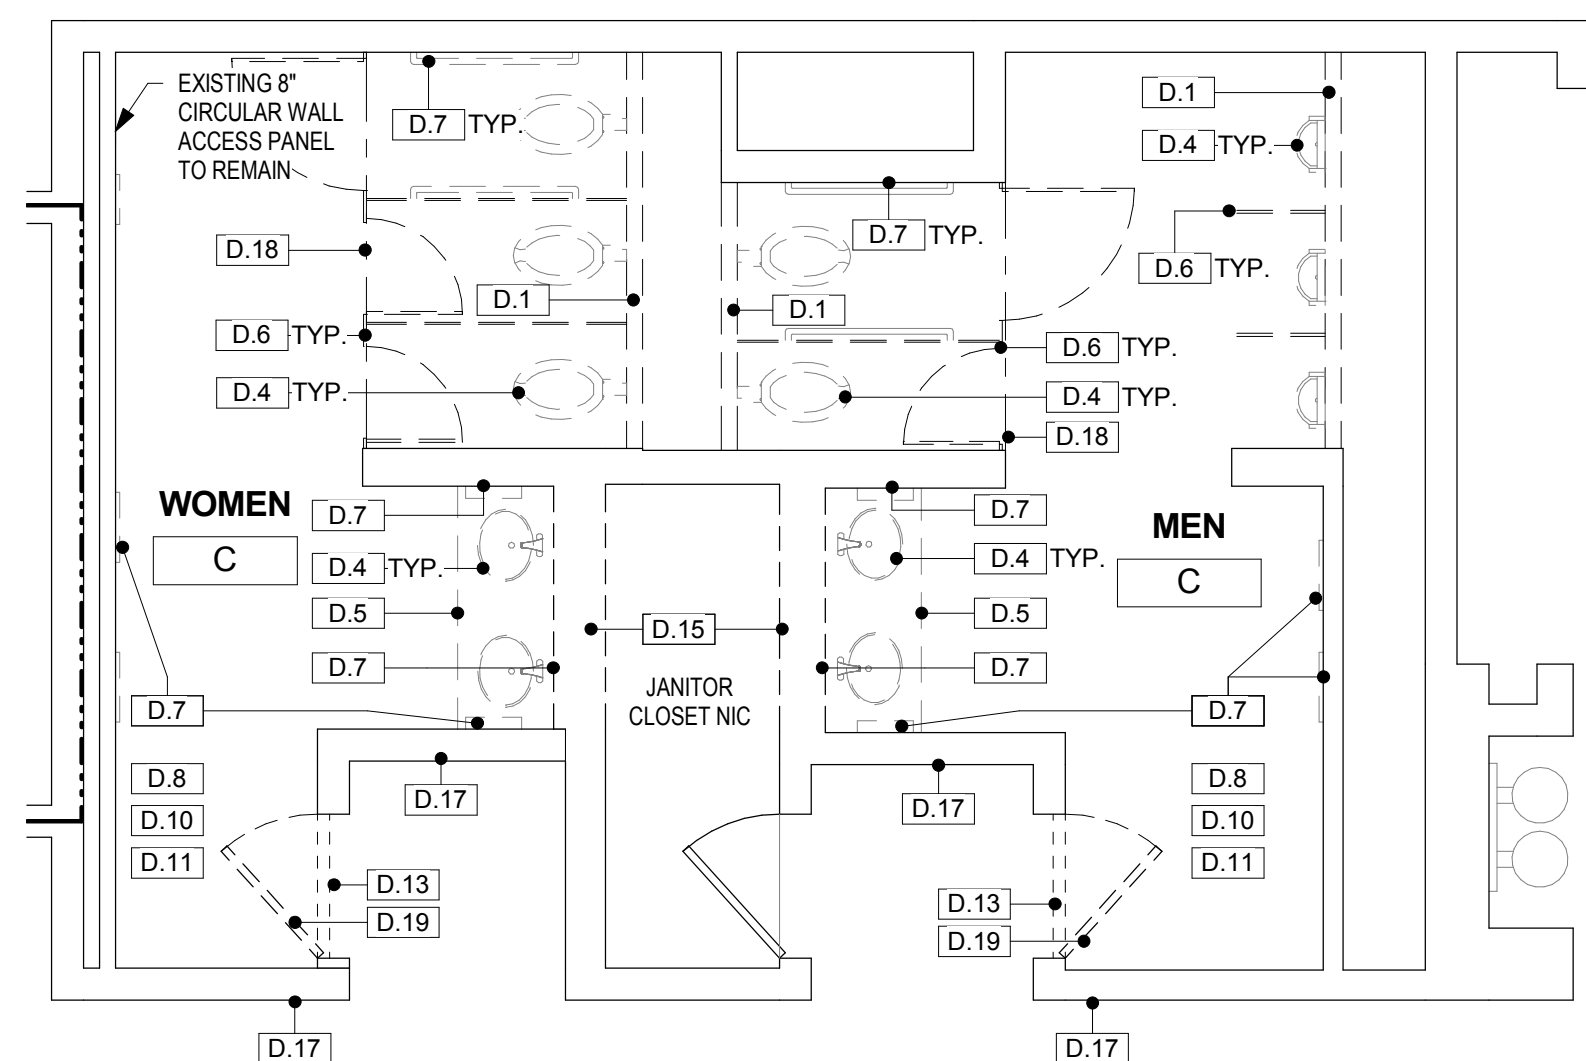 EXISTING 8"
CIRCULAR WALL
ACCESS PANEL
TO REMAIN
D.7 TYP.
D.1
D.4 TYP.
D.18
D.7 TYP.
D.6 TYP.
D.1
D.1
D.6 TYP.
D.6 TYP.
D.4 TYP.
D.4 TYP.
D.18
WOMEN
C
D.7
D.4 TYP.
D.5
D.7
D.7
D.15
JANITOR
CLOSET NIC
D.7
D.4 TYP.
D.5
D.7
MEN
C
D.7
D.8
D.10
D.11
D.17
D.13
D.19
D.17
D.17
D.8
D.10
D.11
D.13
D.19
D.17